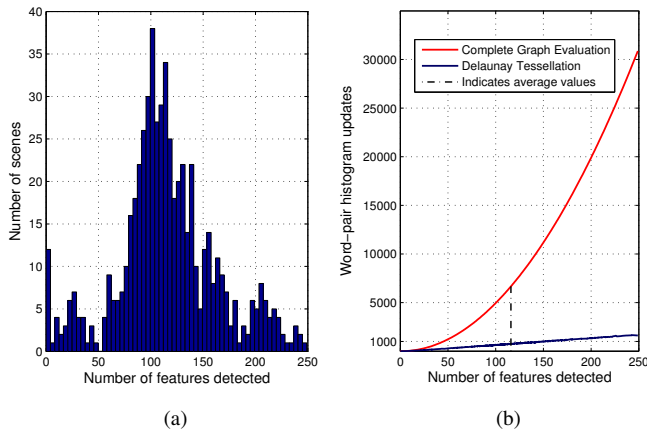 40
35
30
25
20
15
10
5
0
0 50 100 150 200 250
Number of scenes
Number of features detected
(a)
35000
30000
25000
20000
15000
10000
5000
1000
0 50 100 150 200 250
Word-pair histogram updates
Complete Graph Evaluation
Delaunay Tessellation
Indicates average values
Number of features detected
(b)